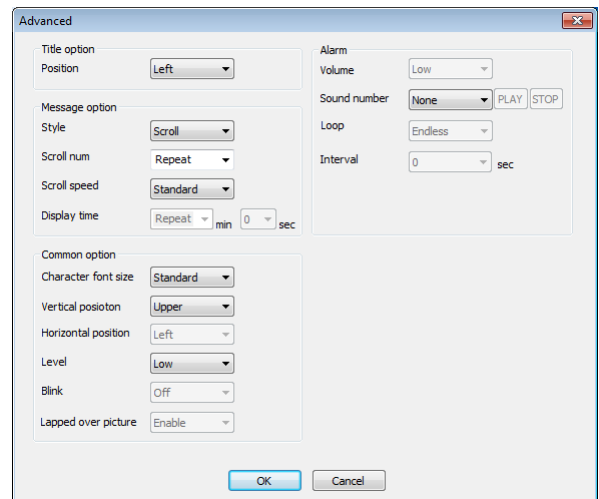 Advanced
Title option
Position Left
Message option
Style Scroll
Scroll num Repeat
Scroll speed Standard
Display time Repeat min 0 sec
Common option
Character font size Standard
Vertical posioton Upper
Horizontal position Left
Level Low
Blink Off
Lapped over picture Enable
Alarm
Volume Low
Sound number None PLAY STOP
Loop Endless
Interval 0 sec
OK Cancel